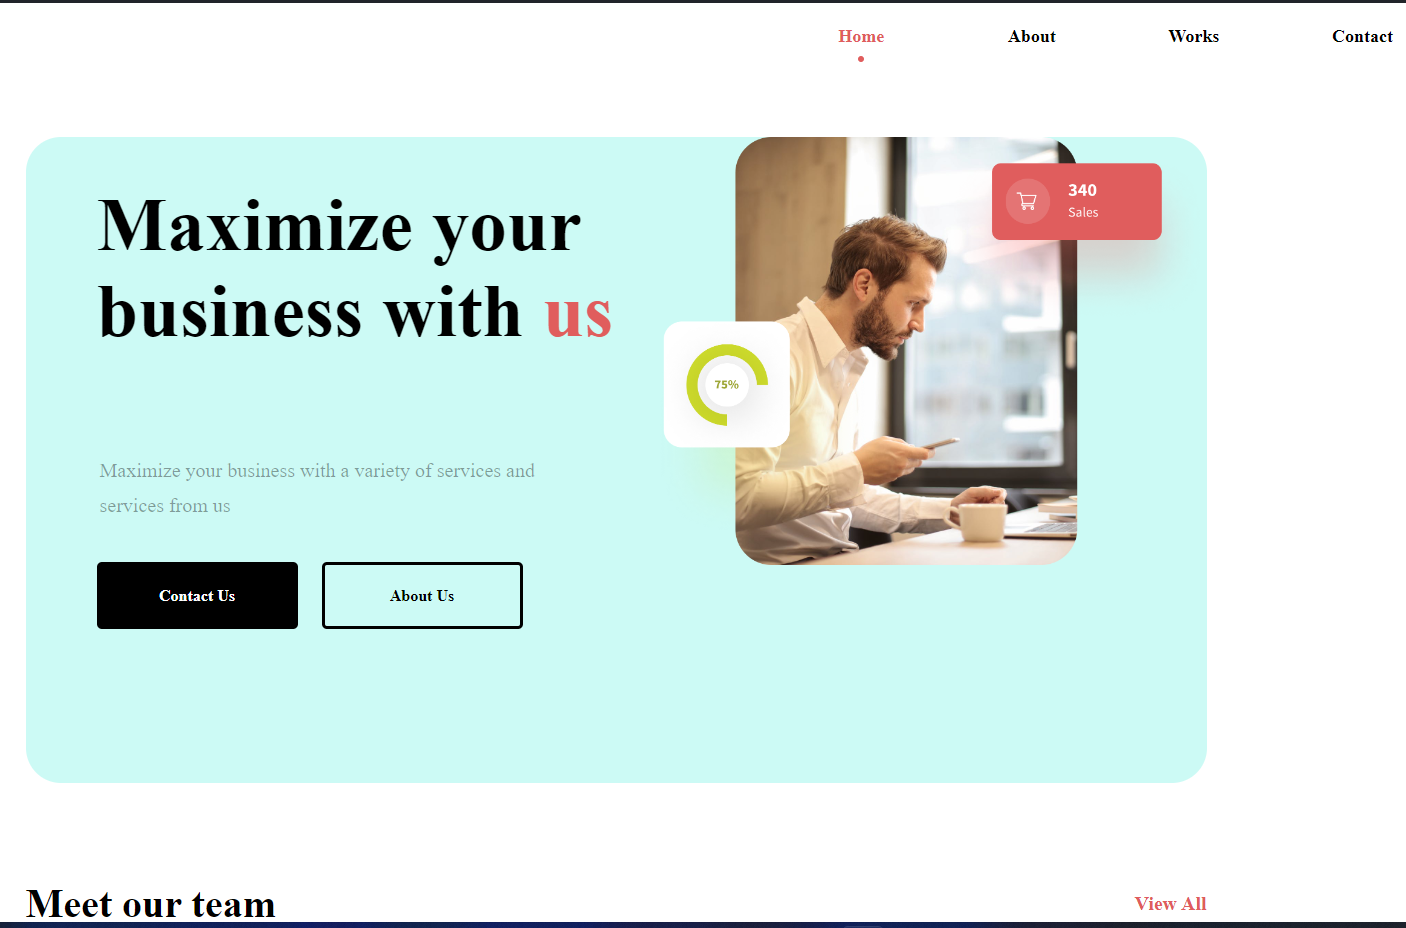 Home About Works Contact
Maximize your
business with us
340
Sales
75%
Maximize your business with a variety of services and
services from us
Contact Us About Us
Meet our team View All